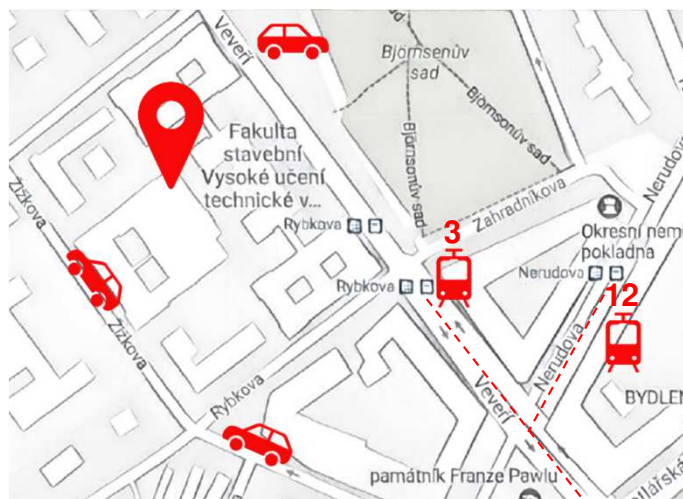 Veveří
Björnsenův
sad
Björnsonův sad
Björnsonův sad
Nerudova
Fakulta
stavební
Vysoké učení
technické v...
Žižkova
Zahradníkova
Rybkova
3
Okresní nem
pokladna
Rybkova
Nerudova
12
Žižkova
Nerudova
Rybkova
Veveří
BYDLEN
památník Franze Pawlu
ollářská